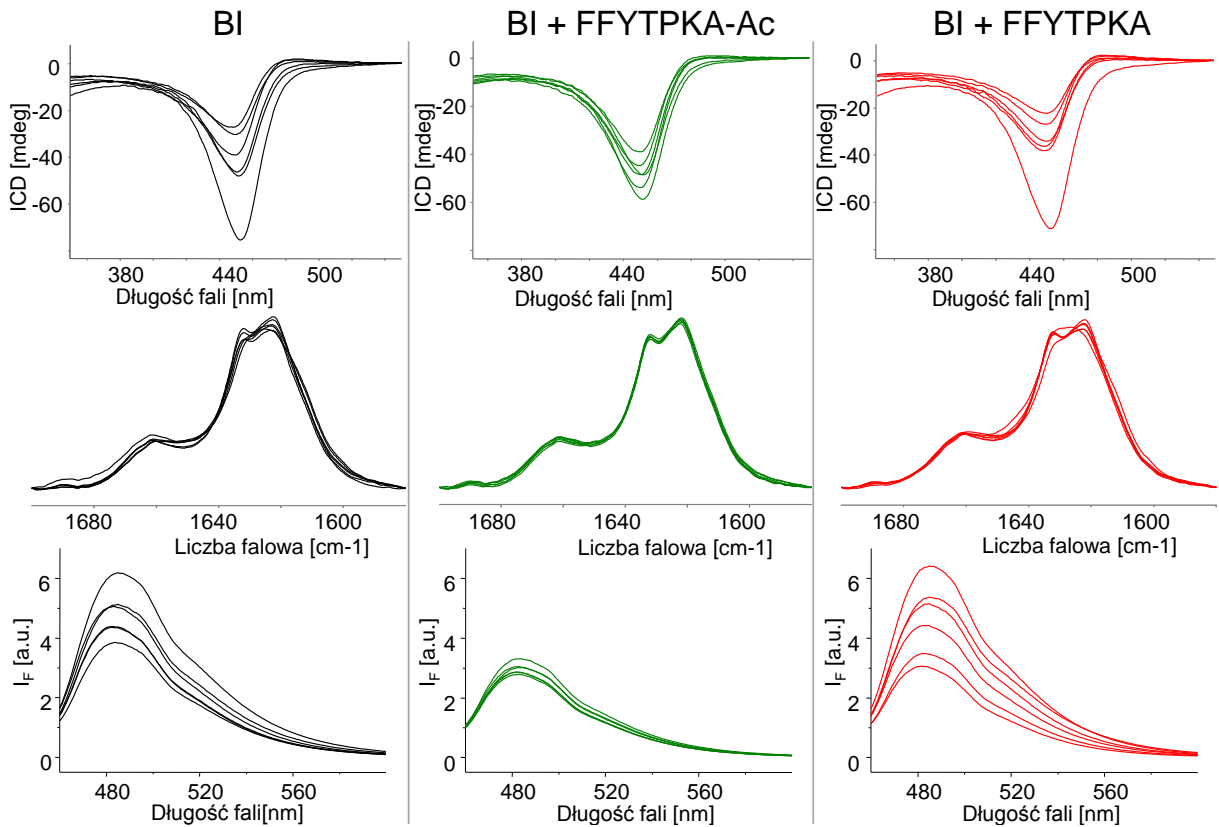 BI
BI + FFYTPKA-Ac
BI + FFYTPKA
ICD [mdeg]
0
-20
-40
-60
380
440
500
Długość fali [nm]
ICD [mdeg]
0
-20
-40
-60
380
440
500
Długość fali [nm]
ICD [mdeg]
0
-20
-40
-60
380
440
500
Długość fali [nm]
1680
1640
1600
Liczba falowa [cm-1]
1680
1640
1600
Liczba falowa [cm-1]
1680
1640
1600
Liczba falowa [cm-1]
IF [a.u.]
6
4
2
0
480
520
560
Długość fali[nm]
IF [a.u.]
6
4
2
0
480
520
560
Długość fali [nm]
IF [a.u.]
6
4
2
0
480
520
560
Długość fali [nm]